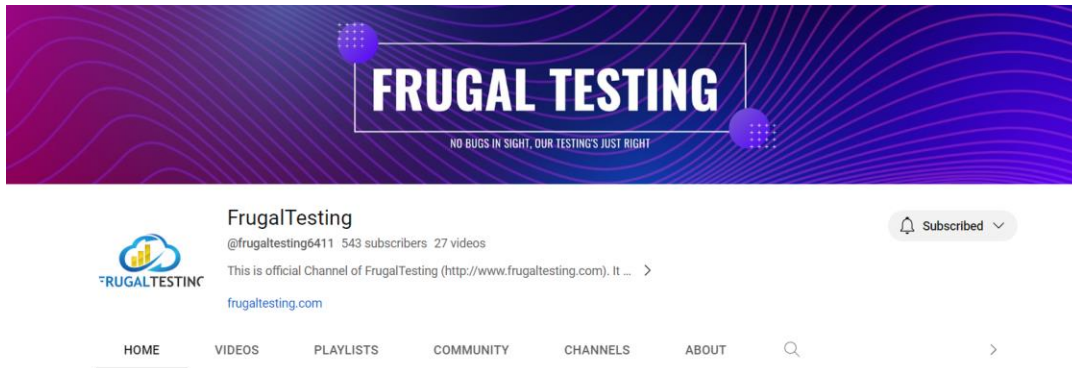 FRUGAL TESTING
NO BUGS IN SIGHT, OUR TESTING'S JUST RIGHT
FrugalTesting
@frugaltesting6411 543 subscribers 27 videos
Subscribed
This is official Channel of FrugalTesting (http://www.frugaltesting.com). It ...
FRUGALTESTING
frugaltesting.com
HOME VIDEOS PLAYLISTS COMMUNITY CHANNELS ABOUT